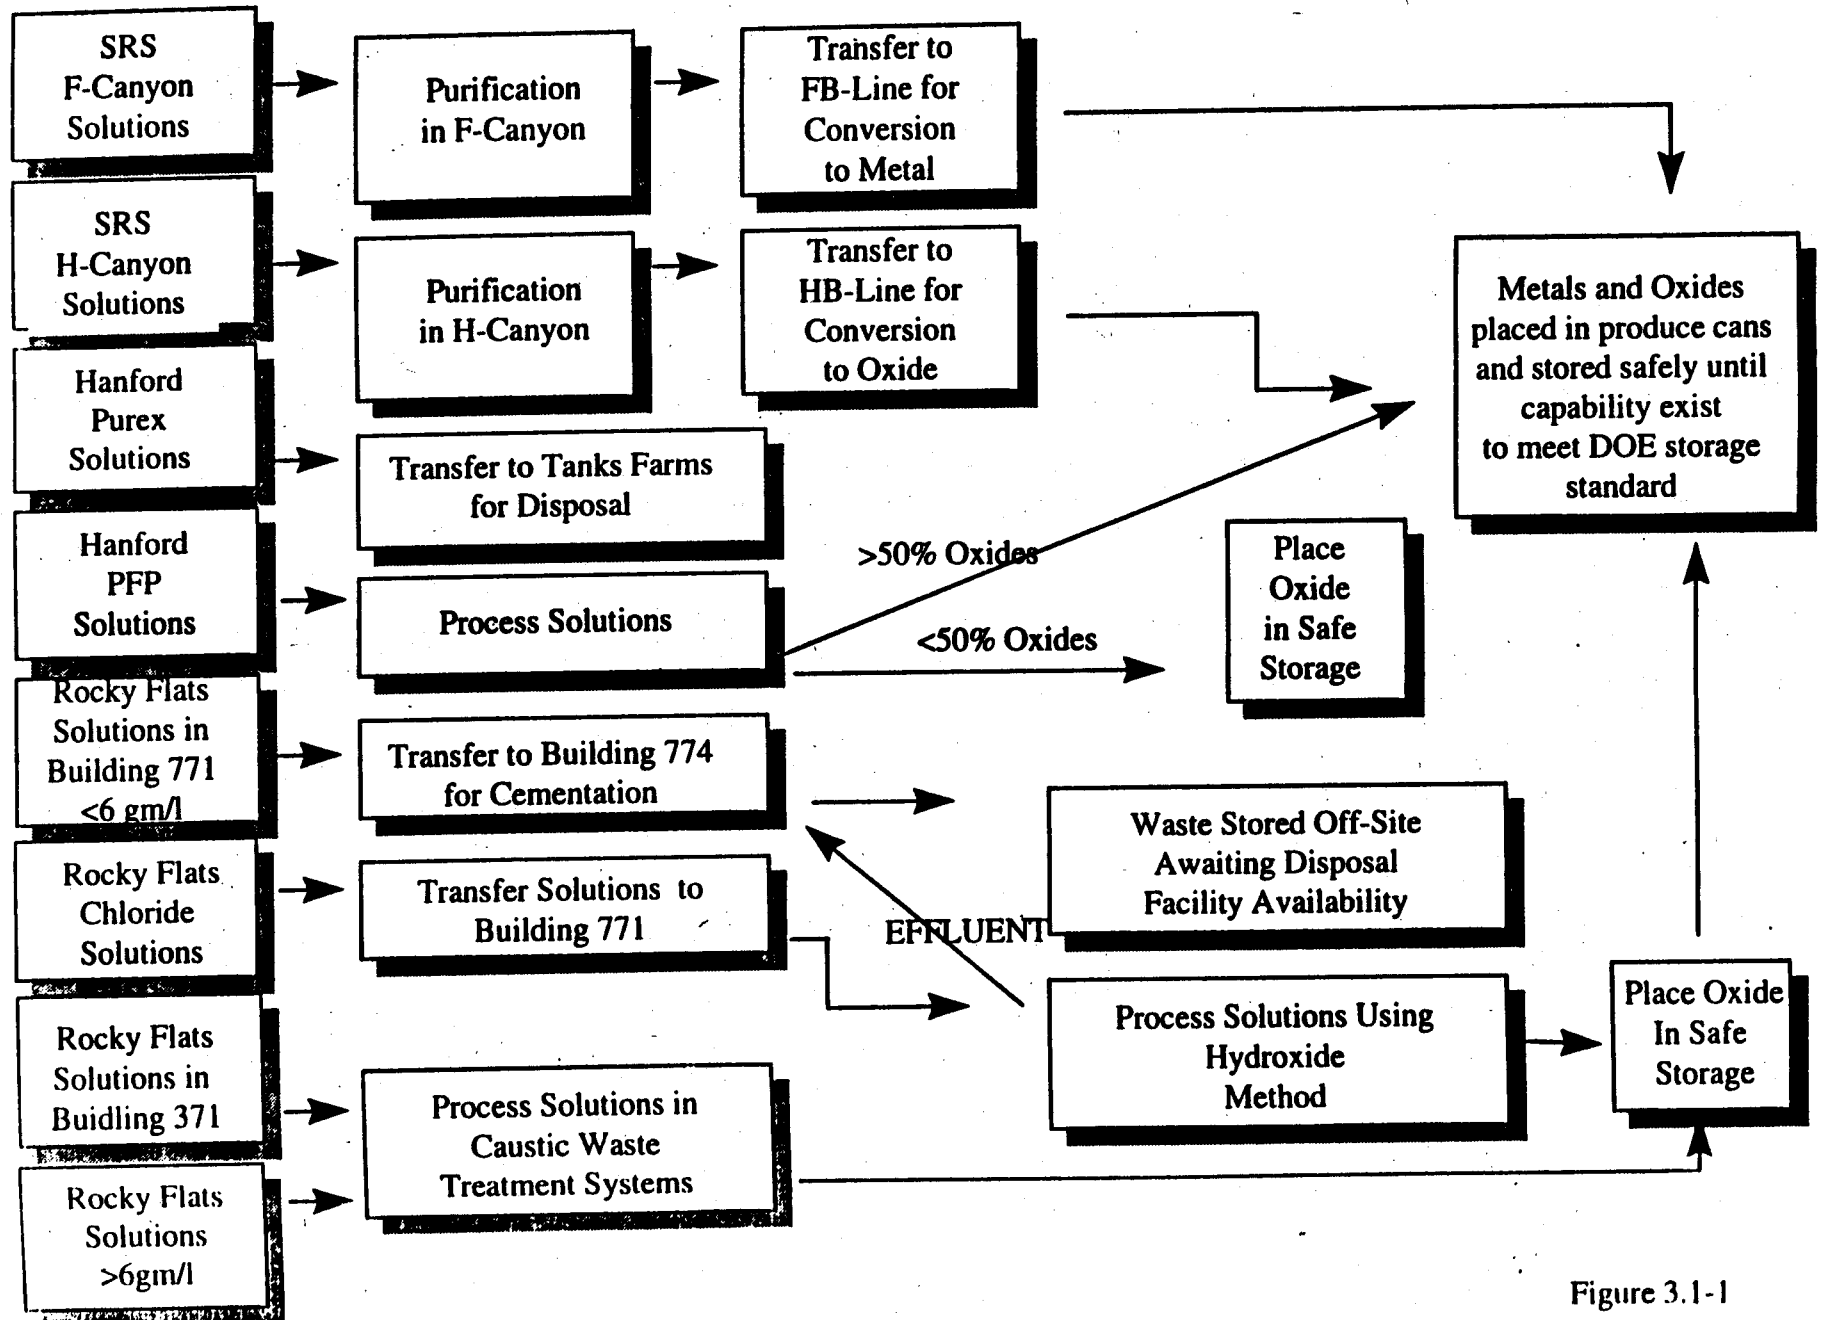 SRS
F-Canyon
Solutions
Purification
in F-Canyon
Transfer to
FB-Line for
Conversion
to Metal
SRS
H-Canyon
Solutions
Purification
in H-Canyon
Transfer to
HB-Line for
Conversion
to Oxide
Metals and Oxides
placed in produce cans
and stored safely until
capability exist
to meet DOE storage
standard
Hanford
Purex
Solutions
Transfer to Tanks Farms
for Disposal
Hanford
PFP
Solutions
Process Solutions
>50% Oxides
<50% Oxides
Place
Oxide
in Safe
Storage
Rocky Flats
Solutions in
Building 771
<6 gm/l
Transfer to Building 774
for Cementation
Waste Stored Off-Site
Awaiting Disposal
Facility Availability
Rocky Flats
Chloride
Solutions
Transfer Solutions to
Building 771
EFFLUENT
Process Solutions Using
Hydroxide
Method
Place Oxide
In Safe
Storage
Rocky Flats
Solutions in
Buidling 371
Process Solutions in
Caustic Waste
Treatment Systems
Rocky Flats
Solutions
>6gm/l
Figure 3.1-1